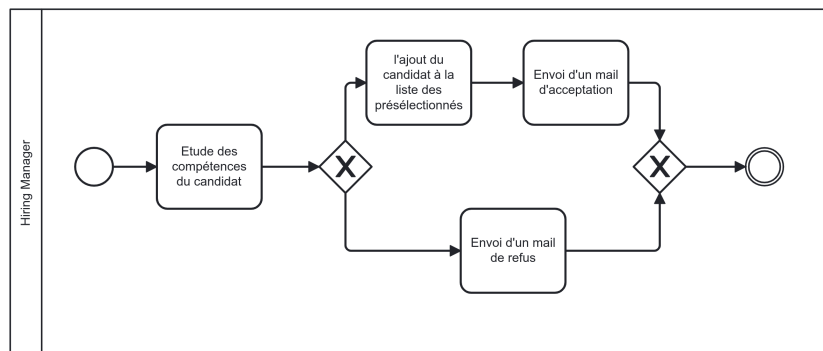 Hiring Manager
Etude des
compétences
du candidat
l'ajout du
candidat à la
liste des
présélectionnés
Envoi d'un mail
d'acceptation
Envoi d'un mail
de refus